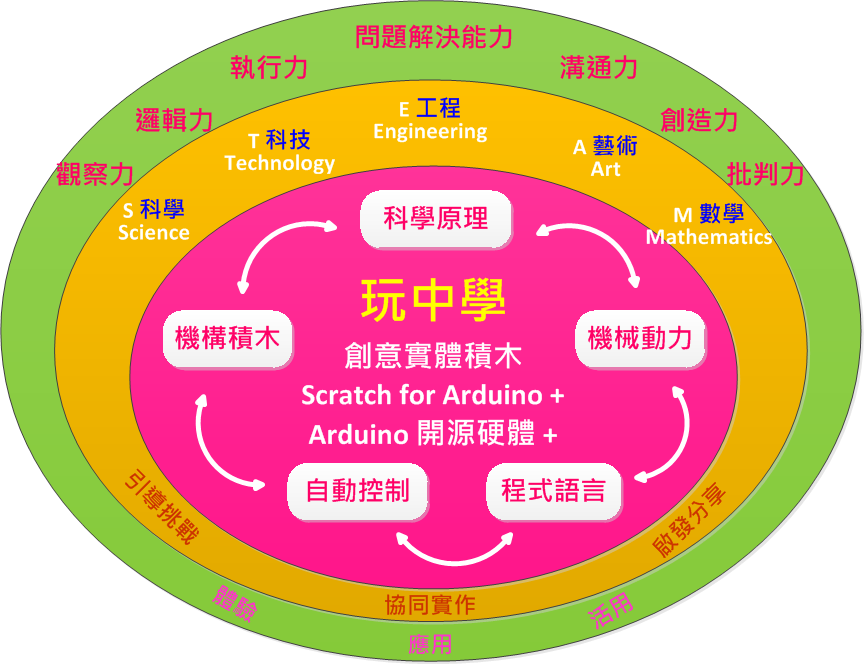 問題解決能力
執行力
溝通力
邏輯力
創造力
觀察力
批判力
E 工程
Engineering
T 科技
Technology
A 藝術
Art
S 科學
Science
M 數學
Mathematics
科學原理
玩中學
機構積木
機械動力
創意實體積木
Scratch for Arduino +
Arduino 開源硬體 +
自動控制
程式語言
引導挑戰
啟發分享
協同實作
體驗
活用
應用